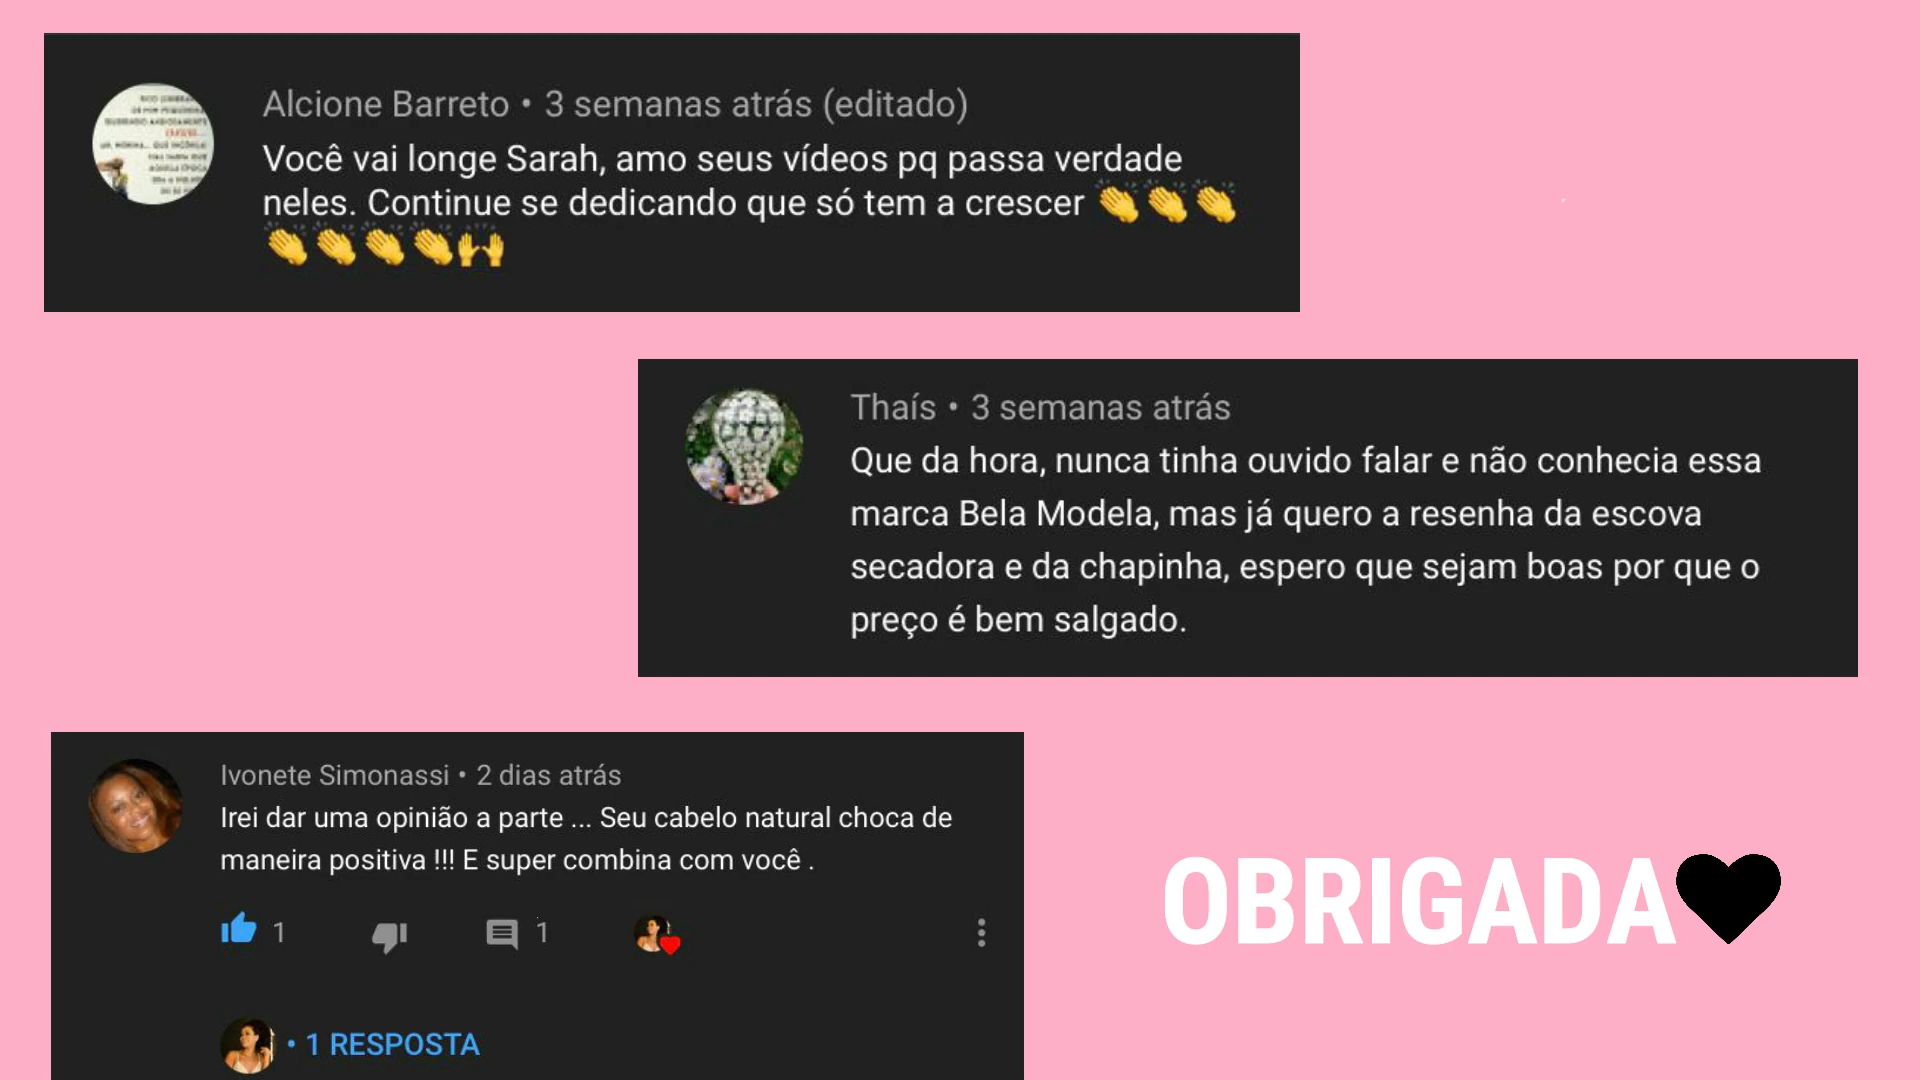 Alcione Barreto • 3 semanas atrás (editado)
Você vai longe Sarah, amo seus vídeos pq passa verdade
neles. Continue se dedicando que só tem a crescer 👏👏👏
👏👏👏👏🙌
Thaís • 3 semanas atrás
Que da hora, nunca tinha ouvido falar e não conhecia essa
marca Bela Modela, mas já quero a resenha da escova
secadora e da chapinha, espero que sejam boas por que o
preço é bem salgado.
Ivonete Simonassi • 2 dias atrás
Irei dar uma opinião a parte ... Seu cabelo natural choca de
maneira positiva !!! E super combina com você .
1 1
• 1 RESPOSTA
OBRIGADA🖤